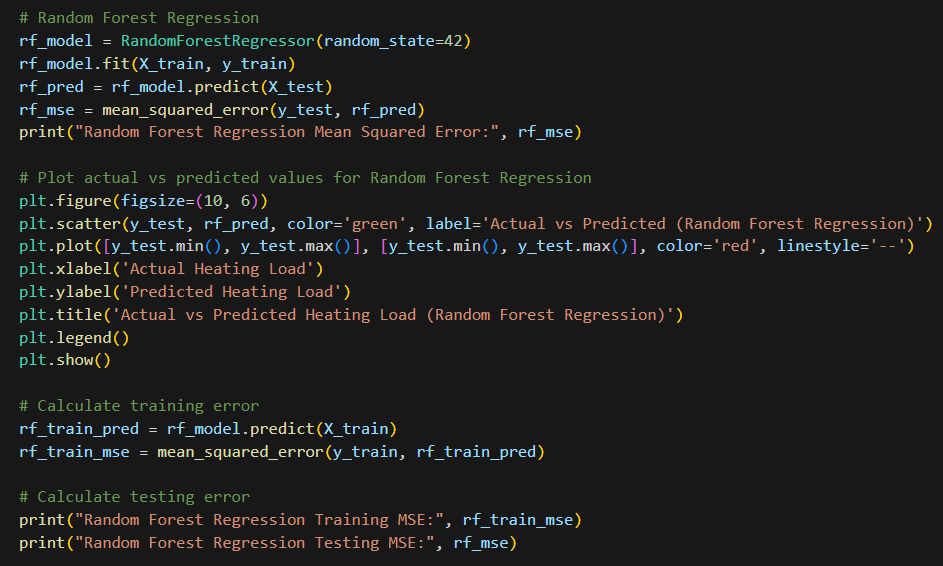 # Random Forest Regression
rf_model = RandomForestRegressor(random_state=42)
rf_model.fit(X_train, y_train)
rf_pred = rf_model.predict(X_test)
rf_mse = mean_squared_error(y_test, rf_pred)
print("Random Forest Regression Mean Squared Error:", rf_mse)

# Plot actual vs predicted values for Random Forest Regression
plt.figure(figsize=(10, 6))
plt.scatter(y_test, rf_pred, color='green', label='Actual vs Predicted (Random Forest Regression)')
plt.plot([y_test.min(), y_test.max()], [y_test.min(), y_test.max()], color='red', linestyle='--')
plt.xlabel('Actual Heating Load')
plt.ylabel('Predicted Heating Load')
plt.title('Actual vs Predicted Heating Load (Random Forest Regression)')
plt.legend()
plt.show()

# Calculate training error
rf_train_pred = rf_model.predict(X_train)
rf_train_mse = mean_squared_error(y_train, rf_train_pred)

# Calculate testing error
print("Random Forest Regression Training MSE:", rf_train_mse)
print("Random Forest Regression Testing MSE:", rf_mse)